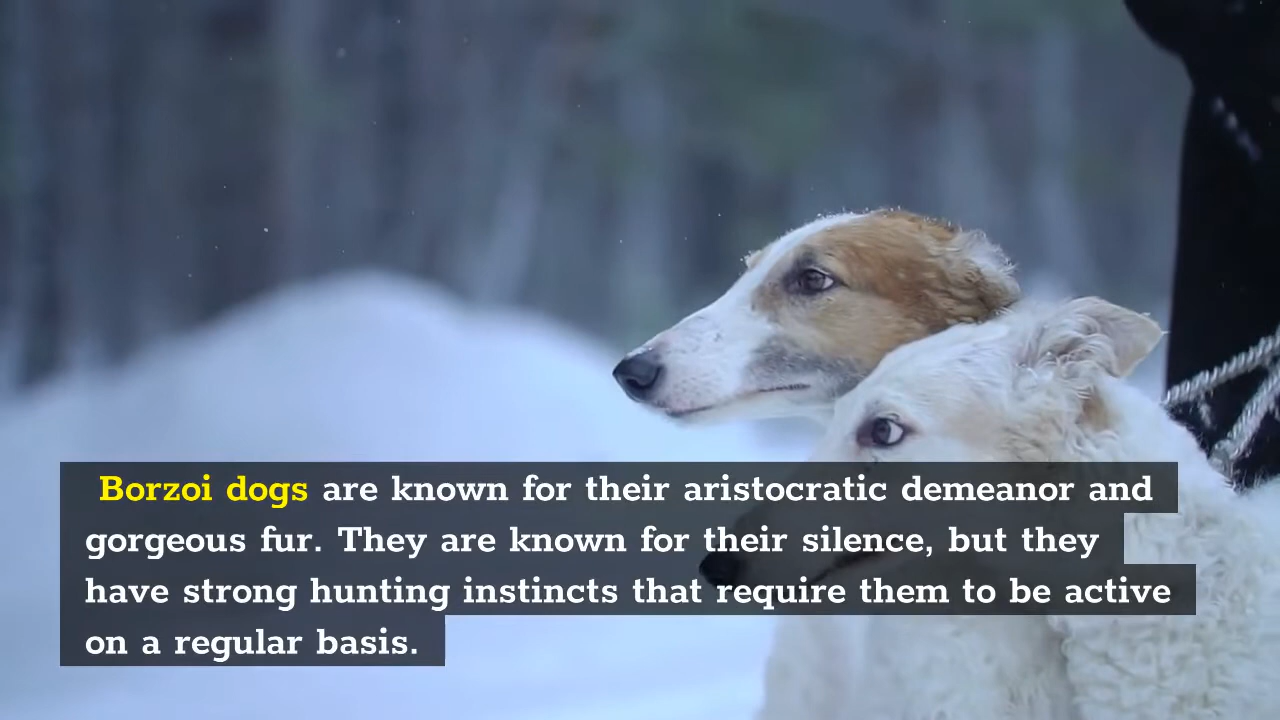 Borzoi dogs are known for their aristocratic demeanor and
gorgeous fur. They are known for their silence, but they
have strong hunting instincts that require them to be active
on a regular basis.